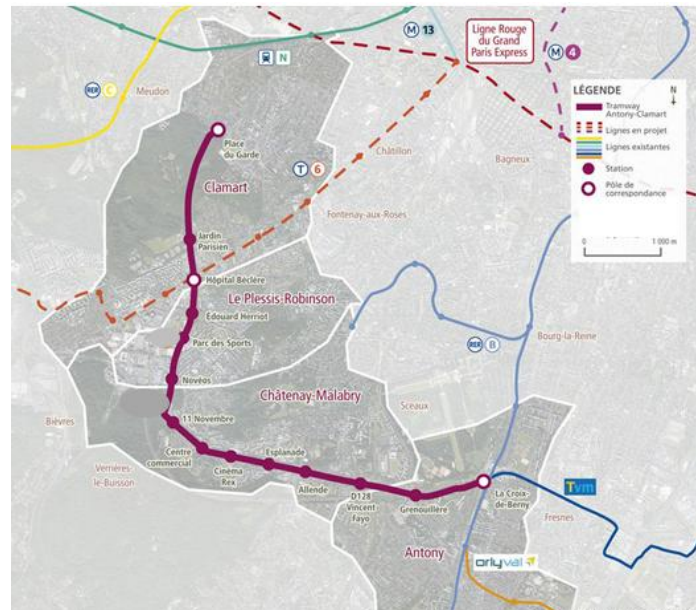 M 13
Ligne Rouge
du Grand
Paris Express
M 4
N
RER C
Meudon
LÉGENDE
N
Tramway
Antony-Clamart
Lignes en projet
Lignes existantes
Station
Pôle de
correspondance
0
1 000 m
Place
du Garde
Châtillon
Bagneux
T 6
Clamart
Fontenay-aux-Roses
Jardin
Parisien
Hôpital Béclère
Le Plessis-Robinson
Édouard Herriot
Parc des Sports
Bourg-la-Reine
RER B
Novéos
Châtenay-Malabry
Sceaux
Bièvres
11 Novembre
Centre
commercial
Cinéma
Rex
Esplanade
Allende
Verrières
-le-Buisson
D128
Vincent-
Fayo
Grenouillère
La Croix-
de-Berny
Tvm
Fresnes
Antony
orlyval